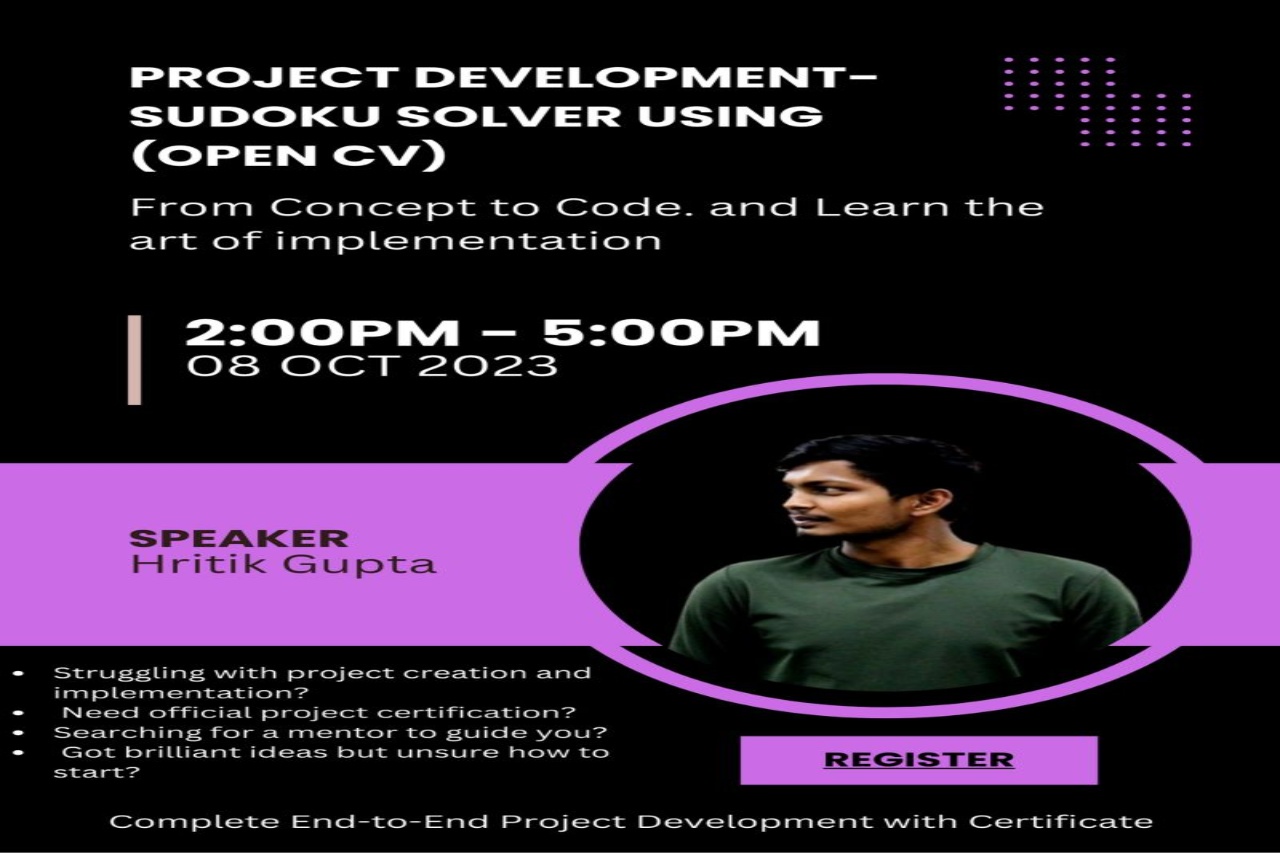 PROJECT DEVELOPMENT-
SUDOKU SOLVER USING
(OPEN CV)
From Concept to Code. and Learn the
art of implementation
2:00PM - 5:00PM
08 OCT 2023
SPEAKER
Hritik Gupta
• Struggling with project creation and
implementation?
• Need official project certification?
• Searching for a mentor to guide you?
• Got brilliant ideas but unsure how to
start?
REGISTER
Complete End-to-End Project Development with Certificate